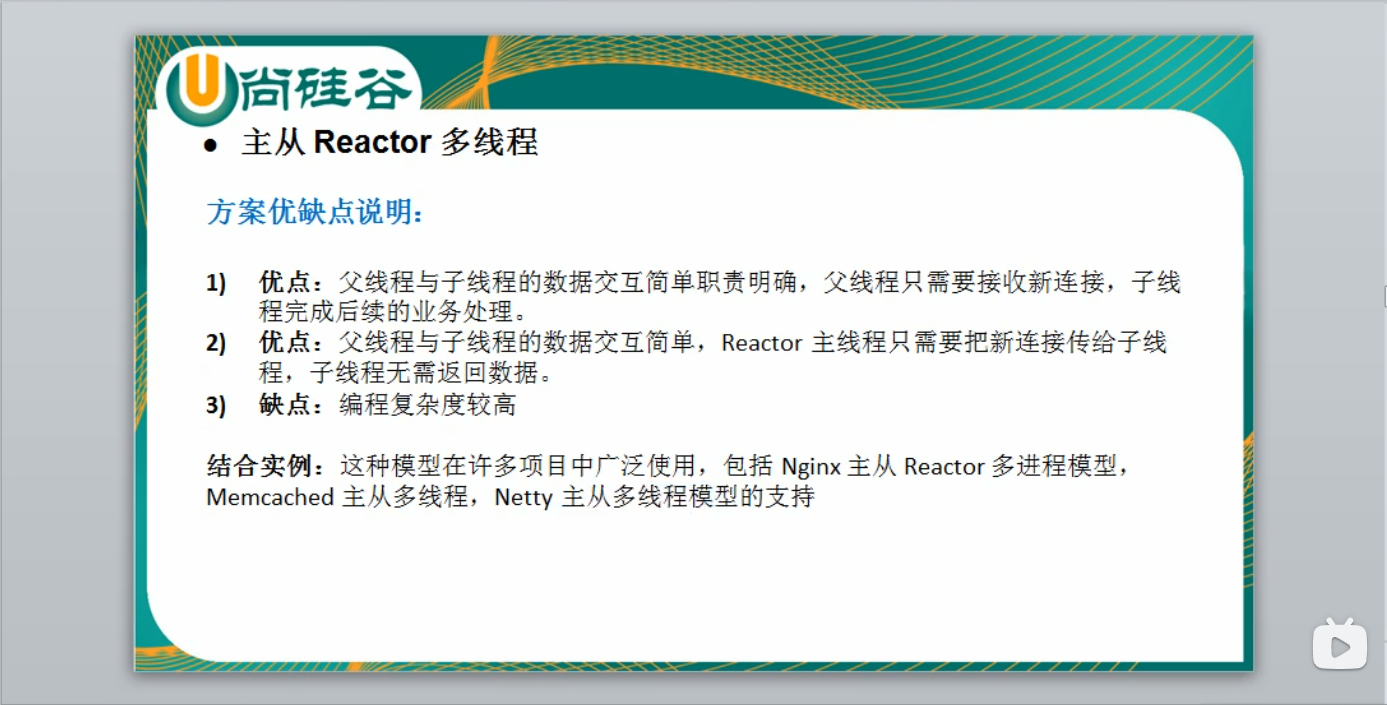 尚硅谷
● 主从 Reactor 多线程
方案优缺点说明:
1) 优点：父线程与子线程的数据交互简单职责明确，父线程只需要接收新连接，子线
程完成后续的业务处理。
2) 优点：父线程与子线程的数据交互简单，Reactor 主线程只需要把新连接传给子线
程，子线程无需返回数据。
3) 缺点：编程复杂度较高
结合实例：这种模型在许多项目中广泛使用，包括 Nginx 主从 Reactor 多进程模型，
Memcached 主从多线程，Netty 主从多线程模型的支持